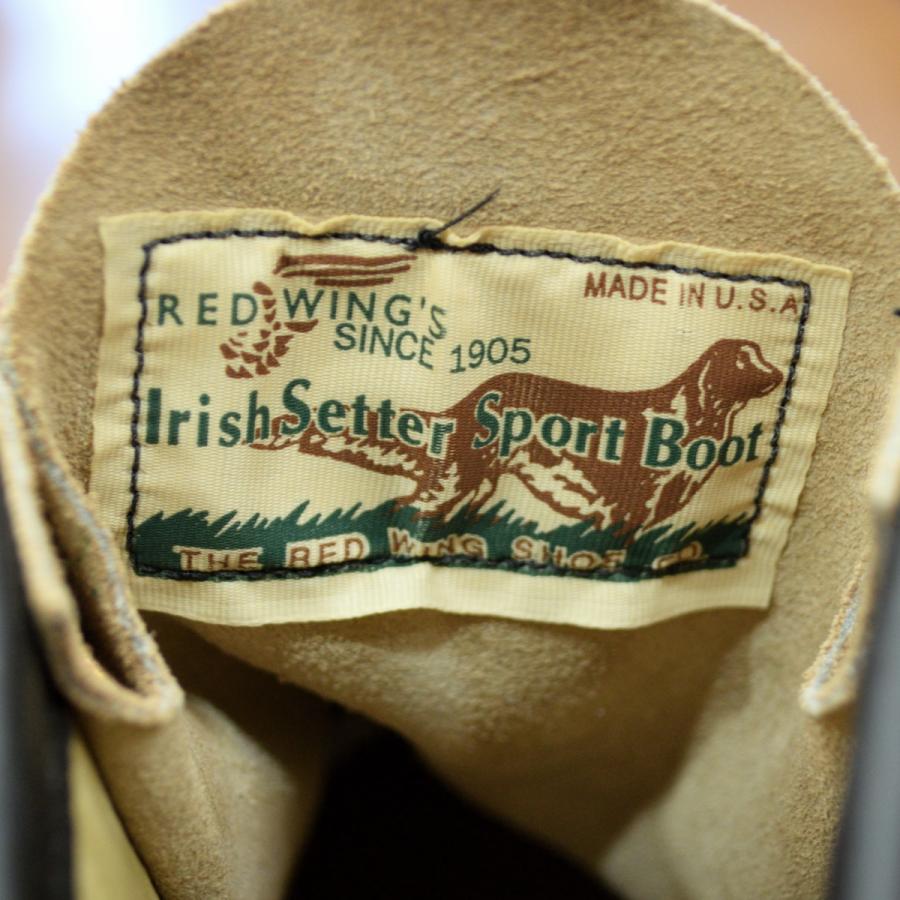 RED WING'S
MADE IN U.S.A
SINCE 1905
Irish Setter Sport Boot
THE RED WING SHOE CO.